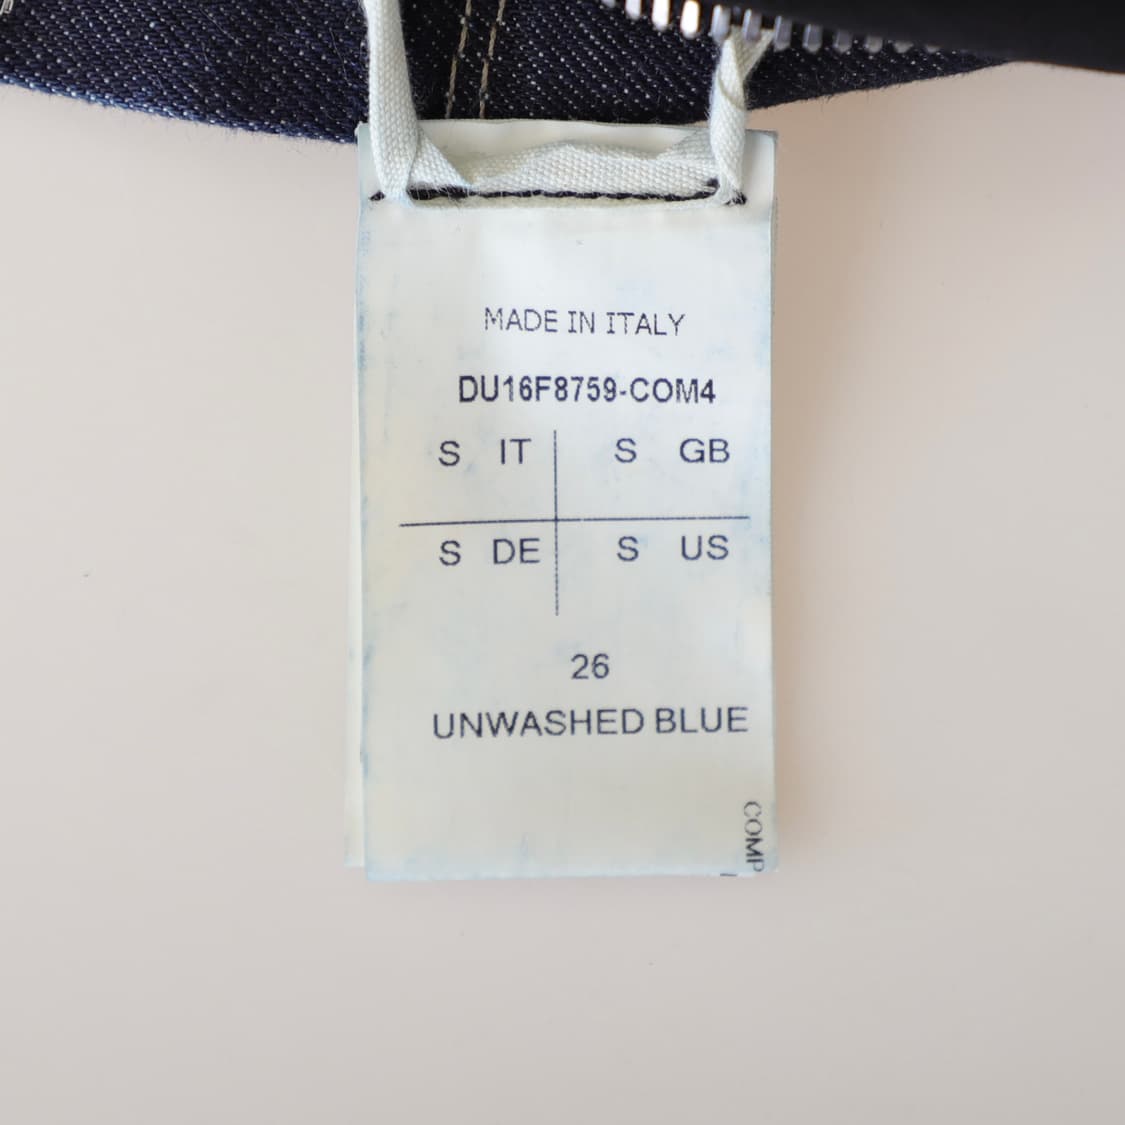 MADE IN ITALY
DU16F8759-COM4
S IT S GB
S DE S US
26
UNWASHED BLUE
COMP